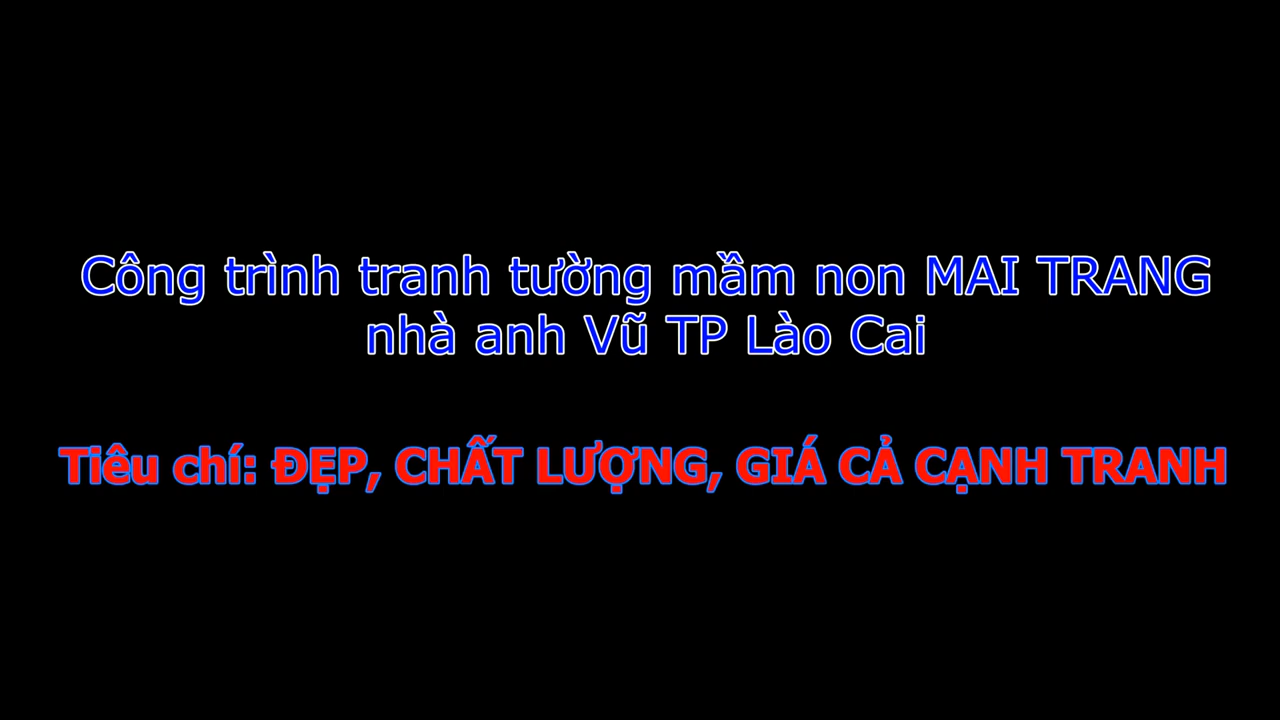 Công trình tranh tường mầm non MAI TRANG
nhà anh Vũ TP Lào Cai
Tiêu chí: ĐẸP, CHẤT LƯỢNG, GIÁ CẢ CẠNH TRANH